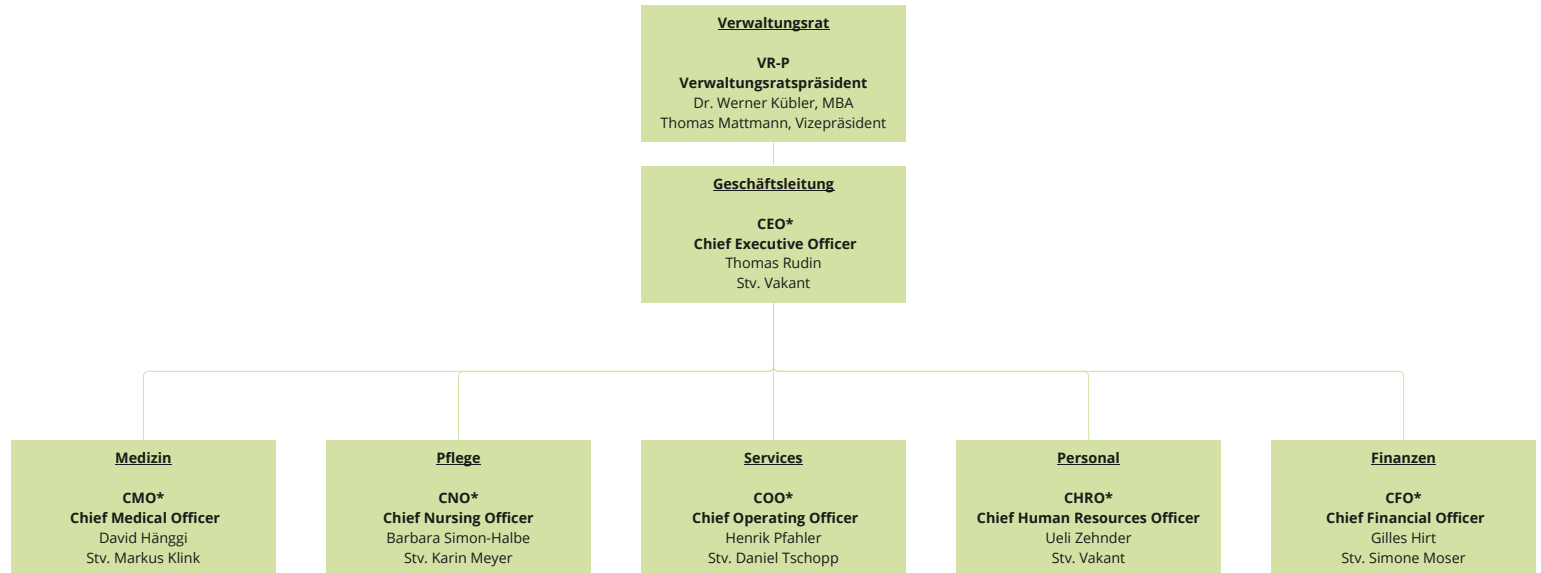 Verwaltungsrat
VR-P
Verwaltungsratspräsident
Dr. Werner Kübler, MBA
Thomas Mattmann, Vizepräsident
Geschäftsleitung
CEO*
Chief Executive Officer
Thomas Rudin
Stv. Vakant
Medizin
CMO*
Chief Medical Officer
David Hänggi
Stv. Markus Klink
Pflege
CNO*
Chief Nursing Officer
Barbara Simon-Halbe
Stv. Karin Meyer
Services
COO*
Chief Operating Officer
Henrik Pfahler
Stv. Daniel Tschopp
Personal
CHRO*
Chief Human Resources Officer
Ueli Zehnder
Stv. Vakant
Finanzen
CFO*
Chief Financial Officer
Gilles Hirt
Stv. Simone Moser